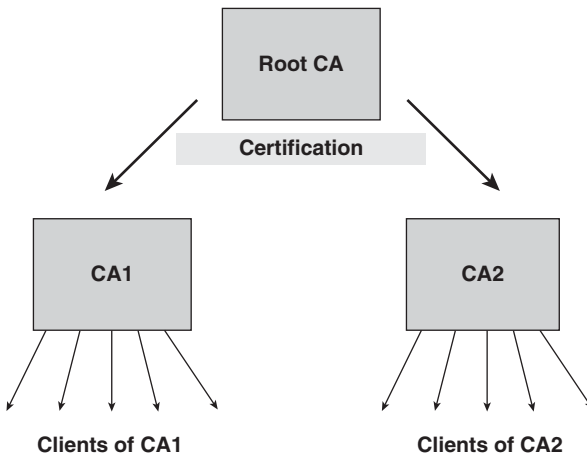 Root CA
Certification
CA1
CA2
Clients of CA1
Clients of CA2